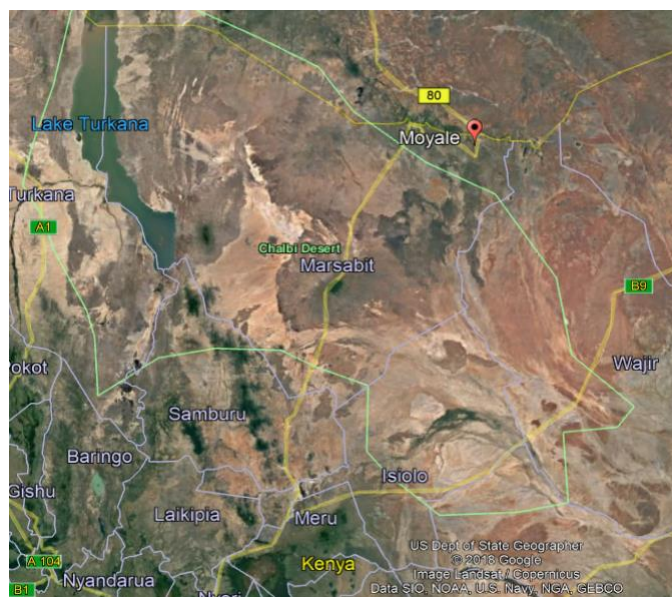 80
Lake Turkana
Moyale
Turkana
A1
Chalbi Desert
Marsabit
B9
Wajir
okot
Samburu
Baringo
Isiolo
Gishu
Laikipia
Meru
US Dept of State Geographer
© 2018 Google
A 104
Kenya
Image Landsat / Copernicus
Nyandarua
Data SIO, NOAA, U.S. Navy, NGA, GEBCO
B1
Nyeri